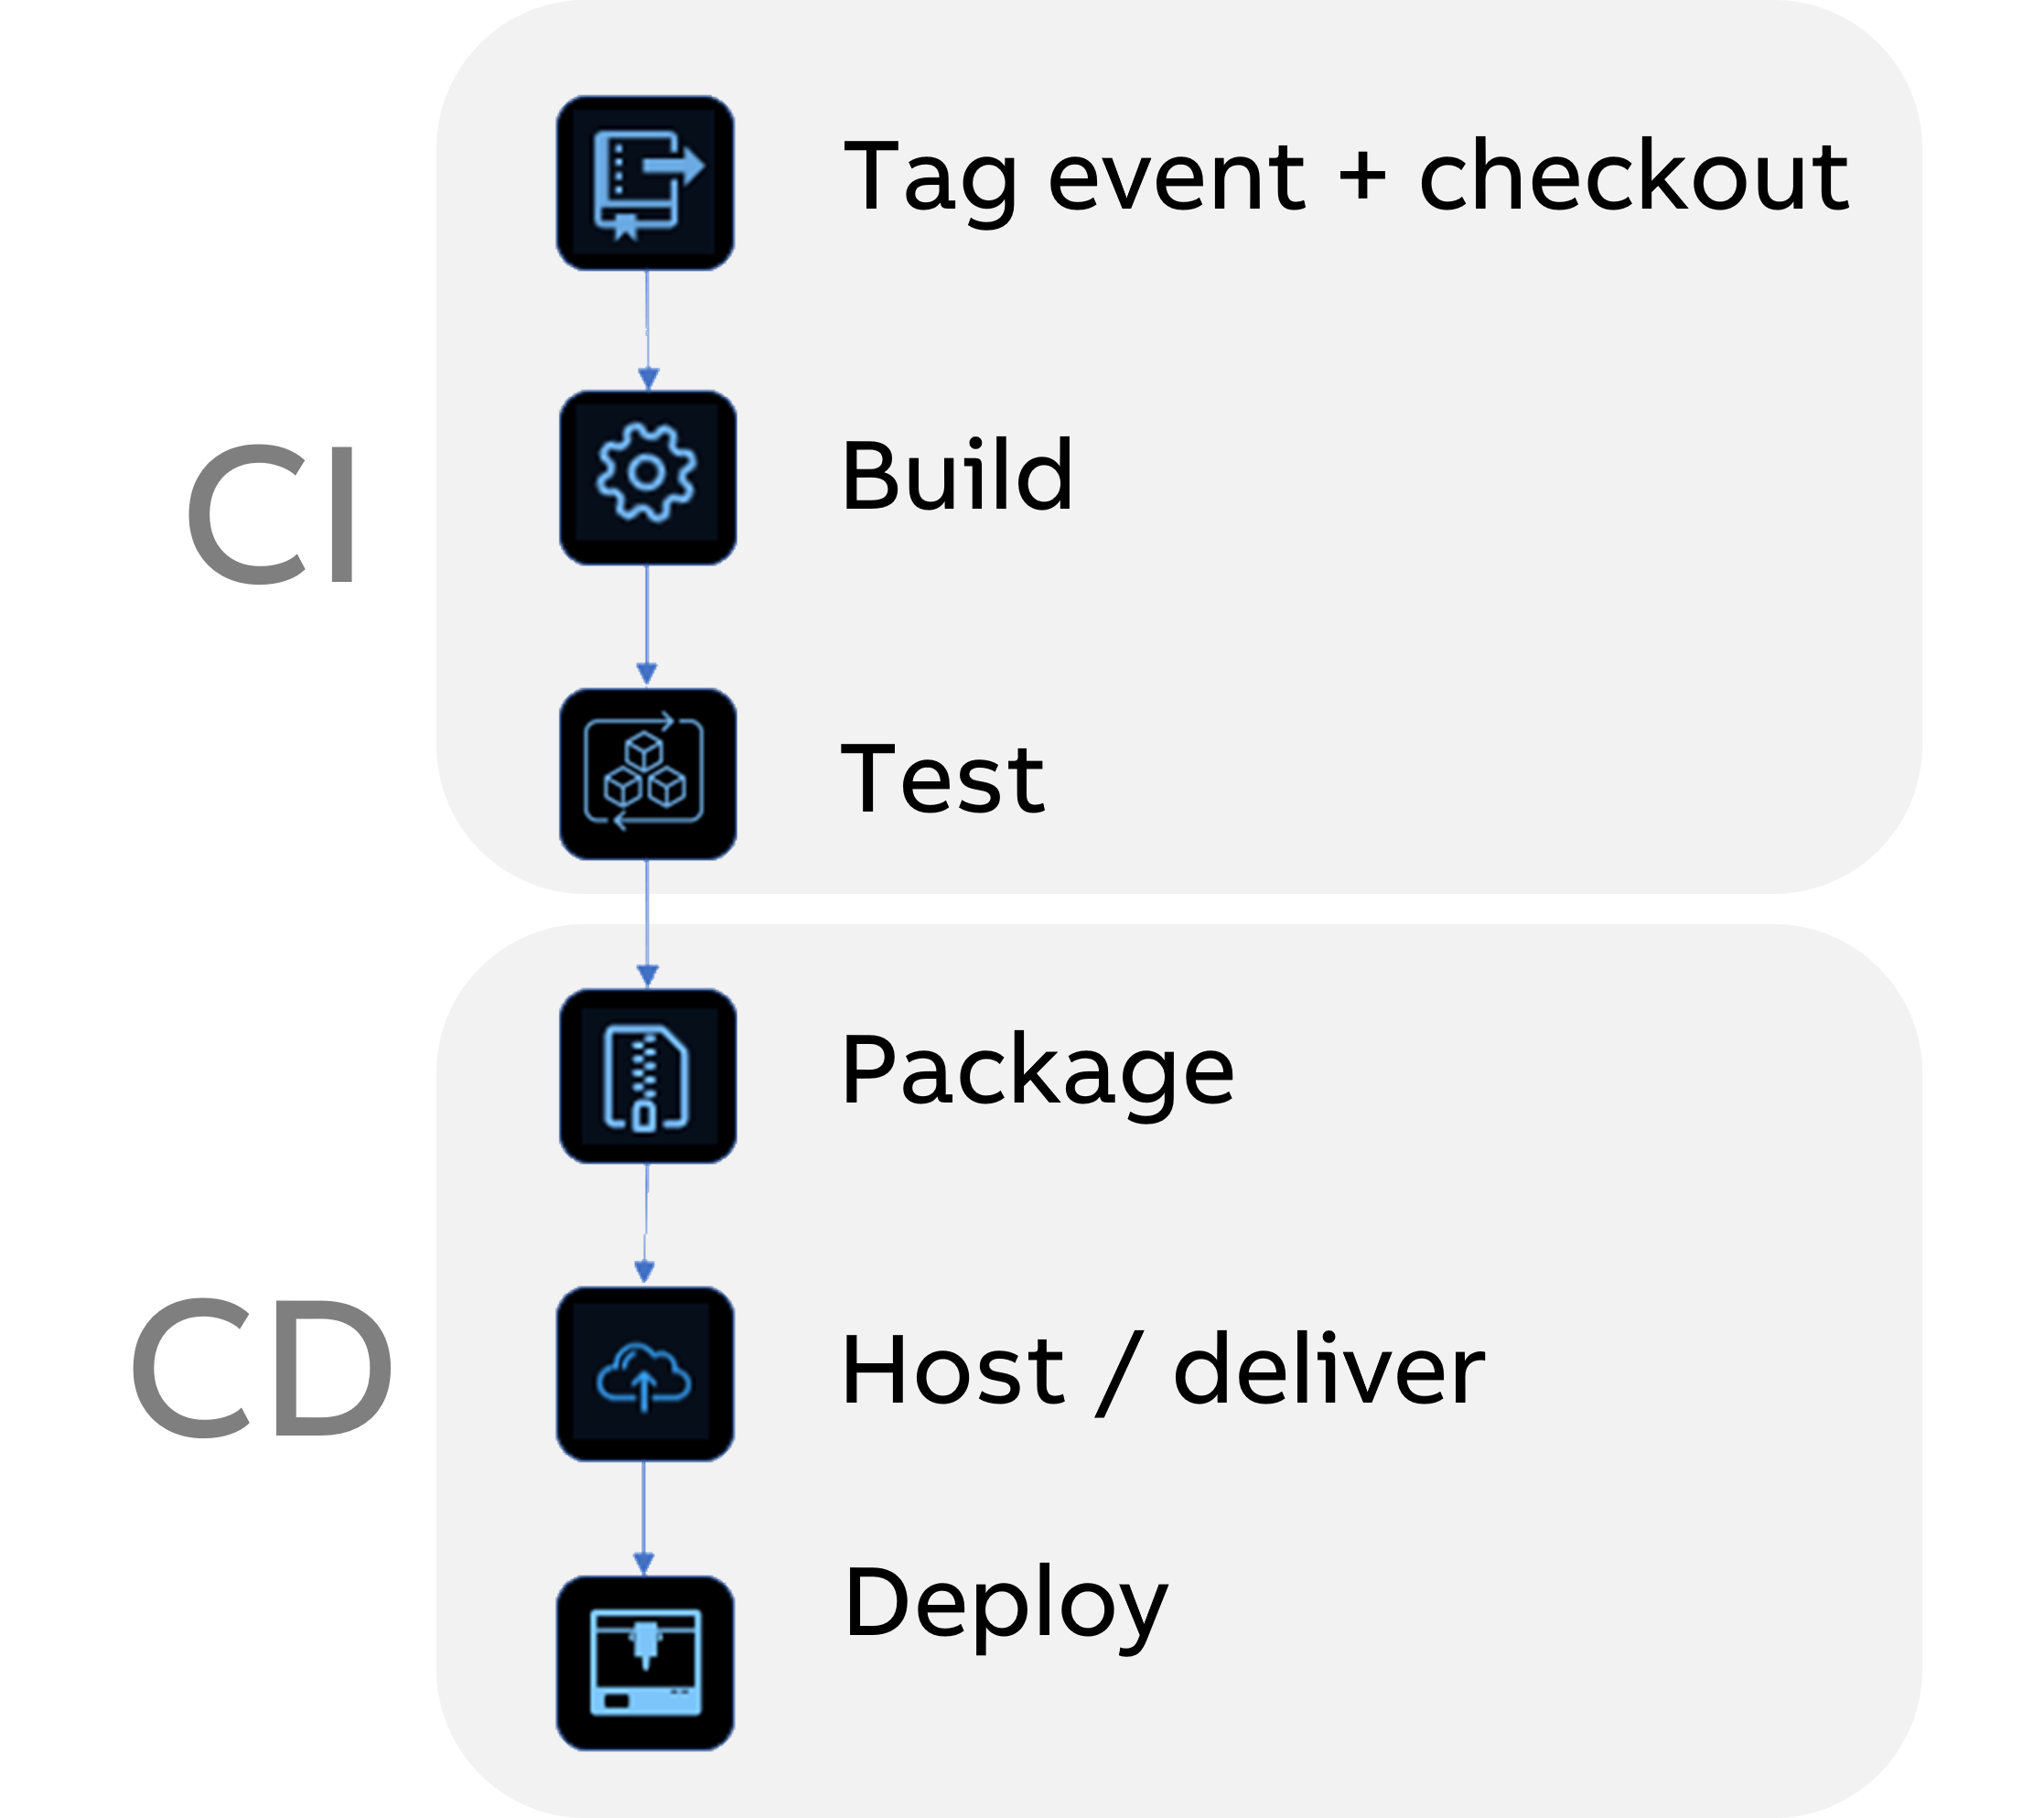 CI
Tag event + checkout
Build
Test
CD
Package
Host / deliver
Deploy